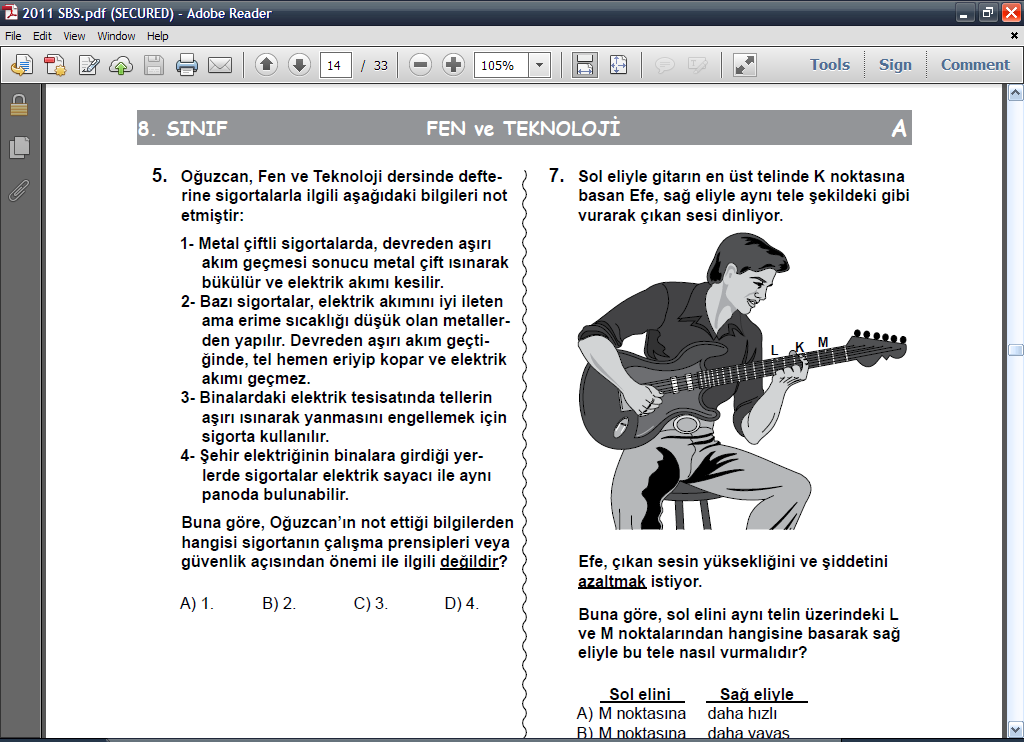 2011 SBS.pdf (SECURED) - Adobe Reader
File Edit View Window Help
14 / 33 105% Tools Sign Comment
8. SINIF FEN ve TEKNOLOJİ A
5. Oğuzcan, Fen ve Teknoloji dersinde defte-
rine sigortalarla ilgili aşağıdaki bilgileri not
etmiştir:
1- Metal çiftli sigortalarda, devreden aşırı
akım geçmesi sonucu metal çift ısınarak
bükülür ve elektrik akımı kesilir.
2- Bazı sigortalar, elektrik akımını iyi ileten
ama erime sıcaklığı düşük olan metaller-
den yapılır. Devreden aşırı akım geçti-
ğinde, tel hemen eriyip kopar ve elektrik
akımı geçmez.
3- Binalardaki elektrik tesisatında tellerin
aşırı ısınarak yanmasını engellemek için
sigorta kullanılır.
4- Şehir elektriğinin binalara girdiği yer-
lerde sigortalar elektrik sayacı ile aynı
panoda bulunabilir.
Buna göre, Oğuzcan'ın not ettiği bilgilerden
hangisi sigortanın çalışma prensipleri veya
güvenlik açısından önemi ile ilgili değildir?
A) 1. B) 2. C) 3. D) 4.
7. Sol eliyle gitarın en üst telinde K noktasına
basan Efe, sağ eliyle aynı tele şekildeki gibi
vurarak çıkan sesi dinliyor.
L K M
Efe, çıkan sesin yüksekliğini ve şiddetini
azaltmak istiyor.
Buna göre, sol elini aynı telin üzerindeki L
ve M noktalarından hangisine basarak sağ
eliyle bu tele nasıl vurmalıdır?
Sol elini Sağ eliyle
A) M noktasına daha hızlı
B) M noktasına daha yavaş